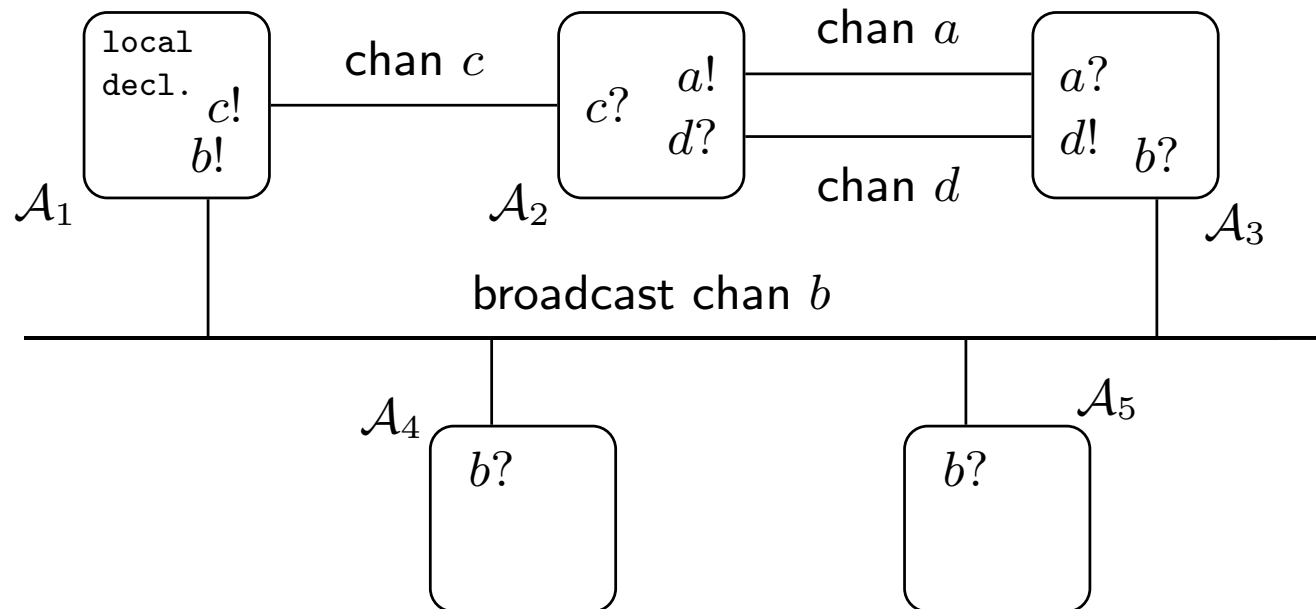 local
decl.
c!
b!
𝒜₁
chan c
c?
a!
d?
𝒜₂
chan a
chan d
a?
d!
b?
𝒜₃
broadcast chan b
𝒜₄
b?
𝒜₅
b?